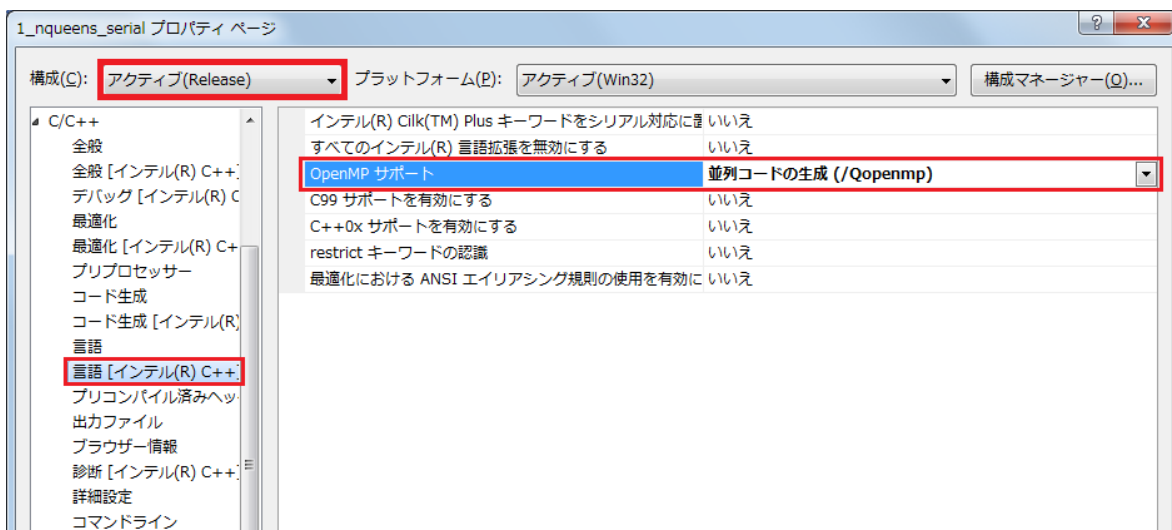 1_nqueens_serial プロパティ ページ
構成(C): アクティブ(Release) プラットフォーム(P): アクティブ(Win32) 構成マネージャー(O)...
C/C++
全般
全般 [インテル(R) C++]
デバッグ [インテル(R) C
最適化
最適化 [インテル(R) C+
プリプロセッサー
コード生成
コード生成 [インテル(R)
言語
言語 [インテル(R) C++]
プリコンパイル済みヘッ
出力ファイル
ブラウザー情報
診断 [インテル(R) C++]
詳細設定
コマンドライン
インテル(R) Cilk(TM) Plus キーワードをシリアル対応に置 いいえ
すべてのインテル(R) 言語拡張を無効にする いいえ
OpenMP サポート 並列コードの生成 (/Qopenmp)
C99 サポートを有効にする いいえ
C++0x サポートを有効にする いいえ
restrict キーワードの認識 いいえ
最適化における ANSI エイリアシング規則の使用を有効に いいえ